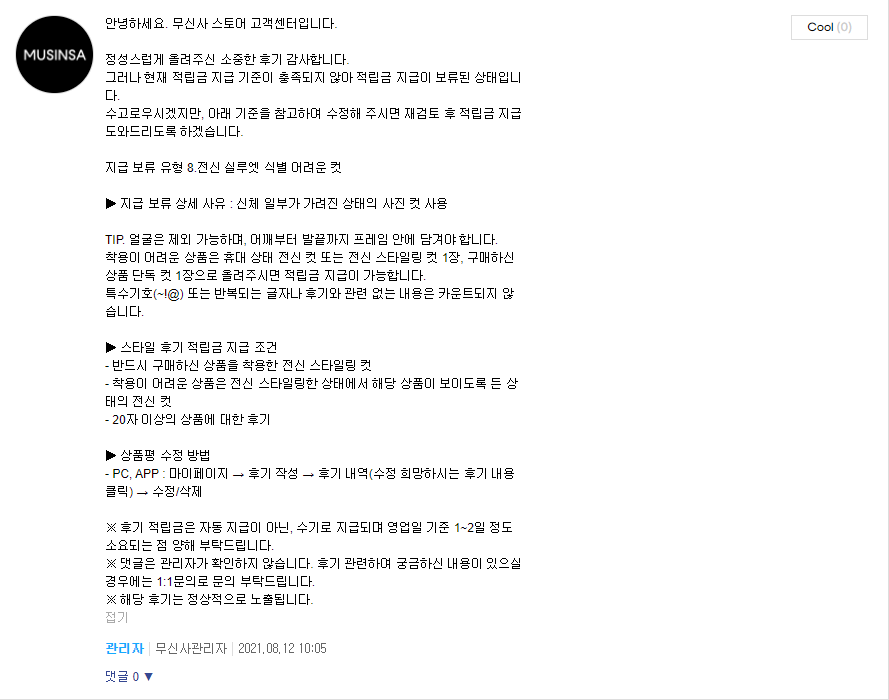 MUSINSA
안녕하세요. 무신사 스토어 고객센터입니다.
Cool (0)
정성스럽게 올려주신 소중한 후기 감사합니다.
그러나 현재 적립금 지급 기준이 충족되지 않아 적립금 지급이 보류된 상태입니
다.
수고로우시겠지만, 아래 기준을 참고하여 수정해 주시면 재검토 후 적립금 지급
도와드리도록 하겠습니다.
지급 보류 유형 8.전신 실루엣 식별 어려운 컷
▶ 지급 보류 상세 사유 : 신체 일부가 가려진 상태의 사진 컷 사용
TIP. 얼굴은 제외 가능하며, 어깨부터 발끝까지 프레임 안에 담겨야 합니다.
착용이 어려운 상품은 휴대 상태 전신 컷 또는 전신 스타일링 컷 1장, 구매하신
상품 단독 컷 1장으로 올려주시면 적립금 지급이 가능합니다.
특수기호(~!@) 또는 반복되는 글자나 후기와 관련 없는 내용은 카운트되지 않
습니다.
▶ 스타일 후기 적립금 지급 조건
- 반드시 구매하신 상품을 착용한 전신 스타일링 컷
- 착용이 어려운 상품은 전신 스타일링한 상태에서 해당 상품이 보이도록 든 상
태의 전신 컷
- 20자 이상의 상품에 대한 후기
▶ 상품평 수정 방법
- PC, APP : 마이페이지 → 후기 작성 → 후기 내역(수정 희망하시는 후기 내용
클릭) → 수정/삭제
※ 후기 적립금은 자동 지급이 아닌, 수기로 지급되며 영업일 기준 1~2일 정도
소요되는 점 양해 부탁드립니다.
※ 댓글은 관리자가 확인하지 않습니다. 후기 관련하여 궁금하신 내용이 있으실
경우에는 1:1문의로 문의 부탁드립니다.
※ 해당 후기는 정상적으로 노출됩니다.
접기
관리자 | 무신사관리자 | 2021.08.12 10:05
댓글 0 ▼